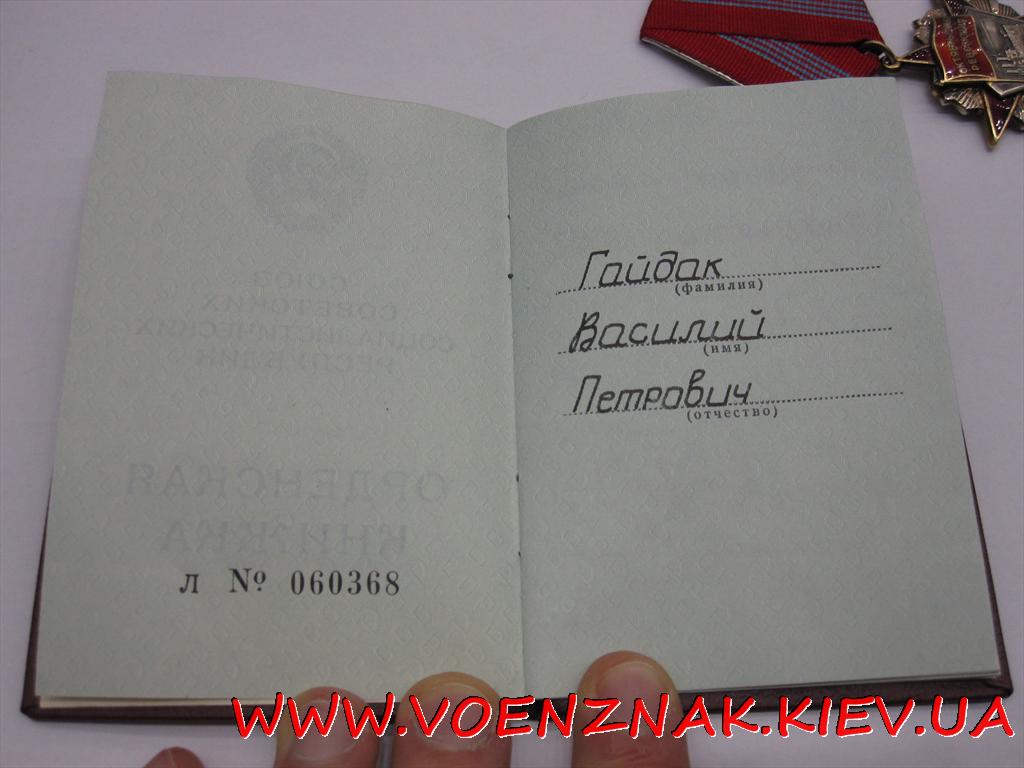 СОЮЗ
СОВЕТСКИХ
СОЦИАЛИСТИЧЕСКИХ
РЕСПУБЛИК
ОРДЕНСКАЯ
КНИЖКА
Л № 060368
Гайдак
(фамилия)
Василий
(имя)
Петрович
(отчество)
WWW.VOENZNAK.KIEV.UA